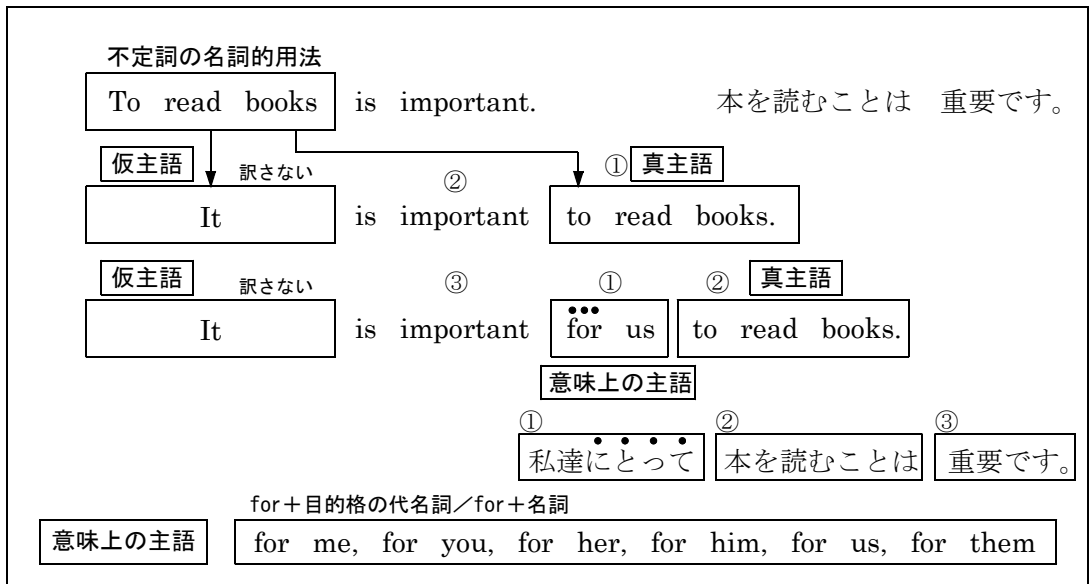 不定詞の名詞的用法
To read books is important. 本を読むことは 重要です。
仮主語 訳さない ② ① 真主語
It is important to read books.
仮主語 訳さない ③ ① ② 真主語
It is important for us to read books.
意味上の主語
① ② ③
私達にとって 本を読むことは 重要です。
for+目的格の代名詞/for+名詞
意味上の主語 for me, for you, for her, for him, for us, for them